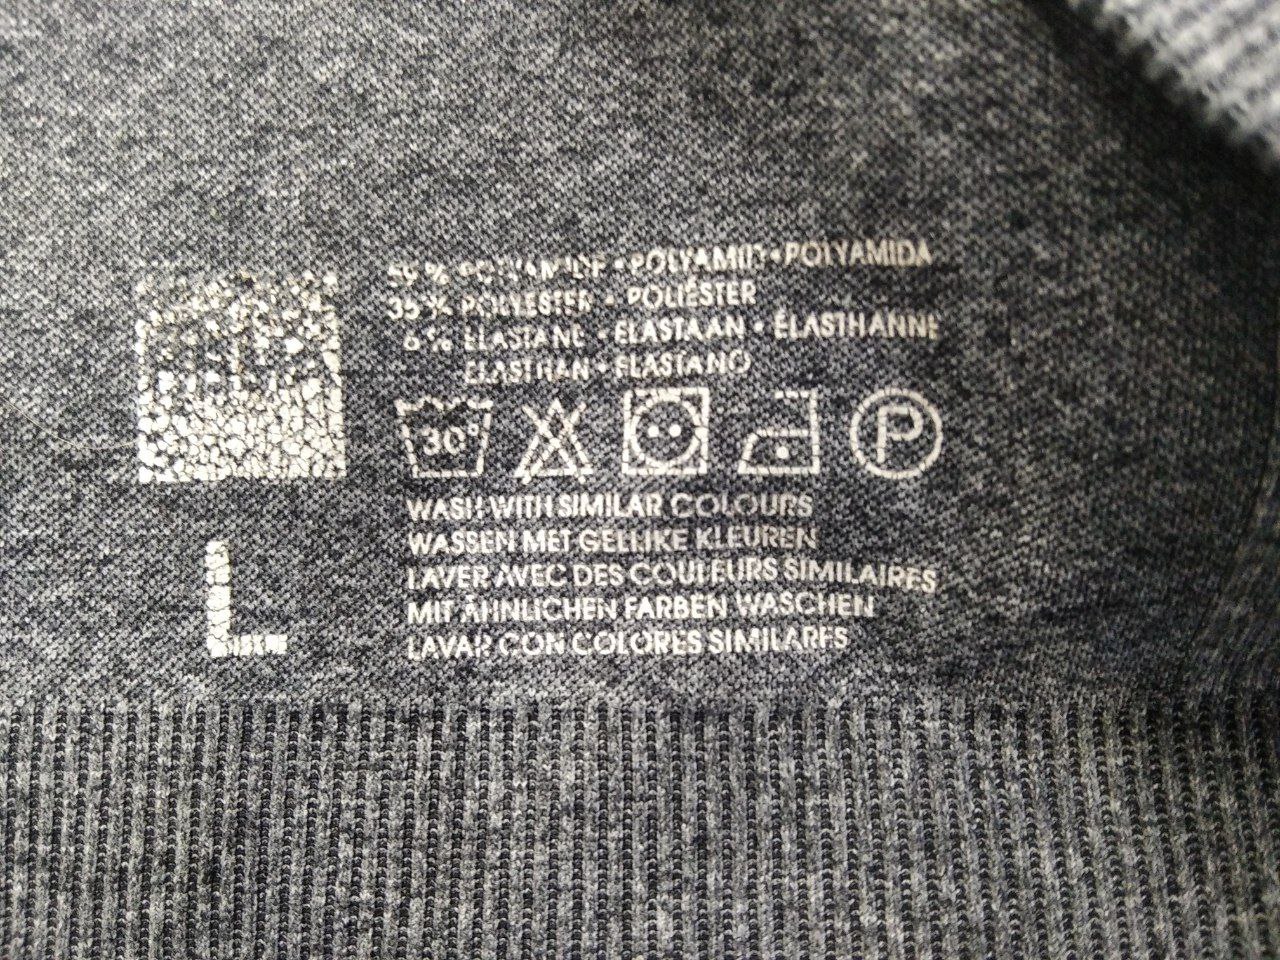 59% POLYAMIDE • POLYAMID • POLYAMIDA
35% POLYESTER • POLIÉSTER
6% ELASTANE • ELASTAAN • ÉLASTHANNE
ELASTHAN • ELASTANO
30° P
L
WASH WITH SIMILAR COLOURS
WASSEN MET GELIJKE KLEUREN
LAVER AVEC DES COULEURS SIMILAIRES
MIT ÄHNLICHEN FARBEN WASCHEN
LAVAR CON COLORES SIMILARES